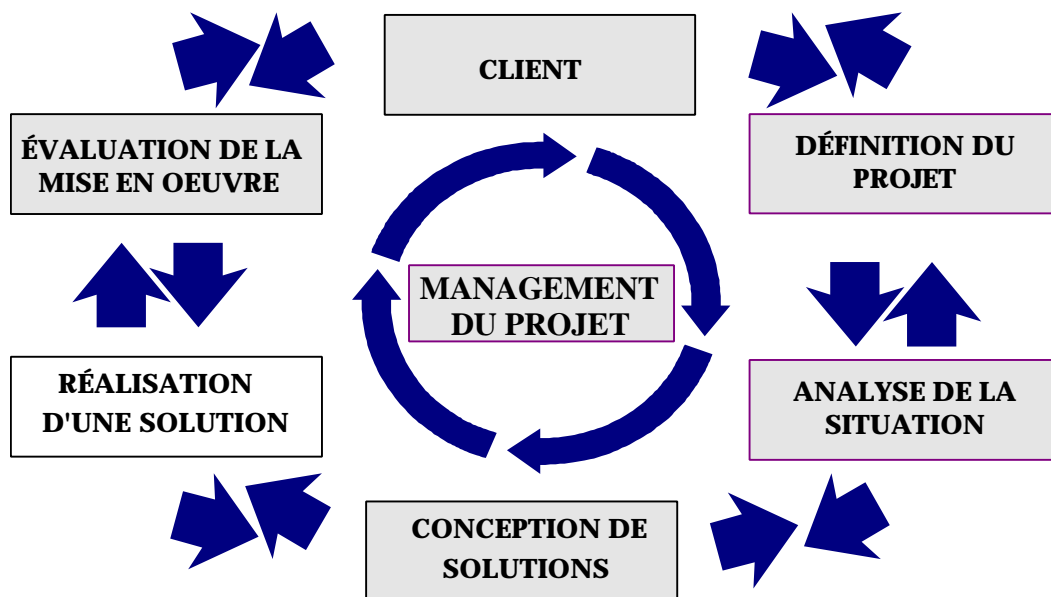 CLIENT
ÉVALUATION DE LA
MISE EN OEUVRE
DÉFINITION DU
PROJET
MANAGEMENT
DU PROJET
RÉALISATION
D'UNE SOLUTION
ANALYSE DE LA
SITUATION
CONCEPTION DE
SOLUTIONS